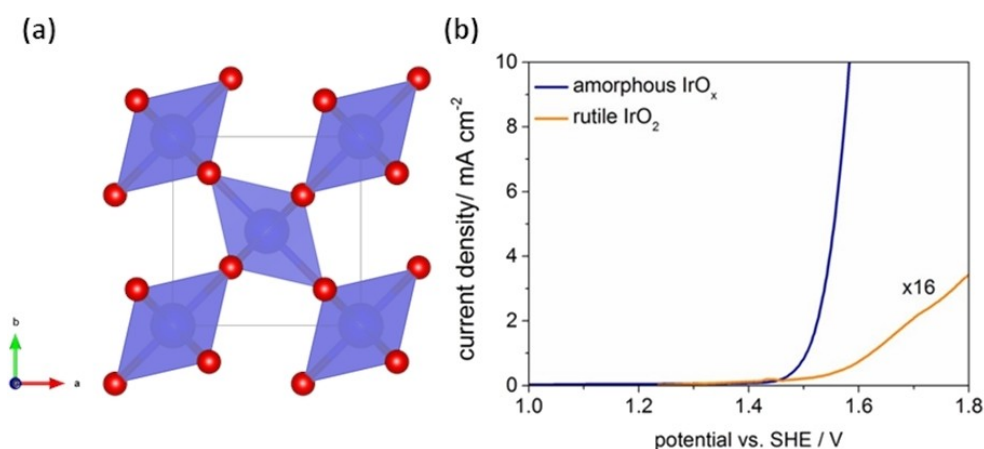 (a)
b
a
(b)
current density/ mA cm⁻²
10
8
6
4
2
0
amorphous IrOₓ
rutile IrO₂
x16
1.0 1.2 1.4 1.6 1.8
potential vs. SHE / V